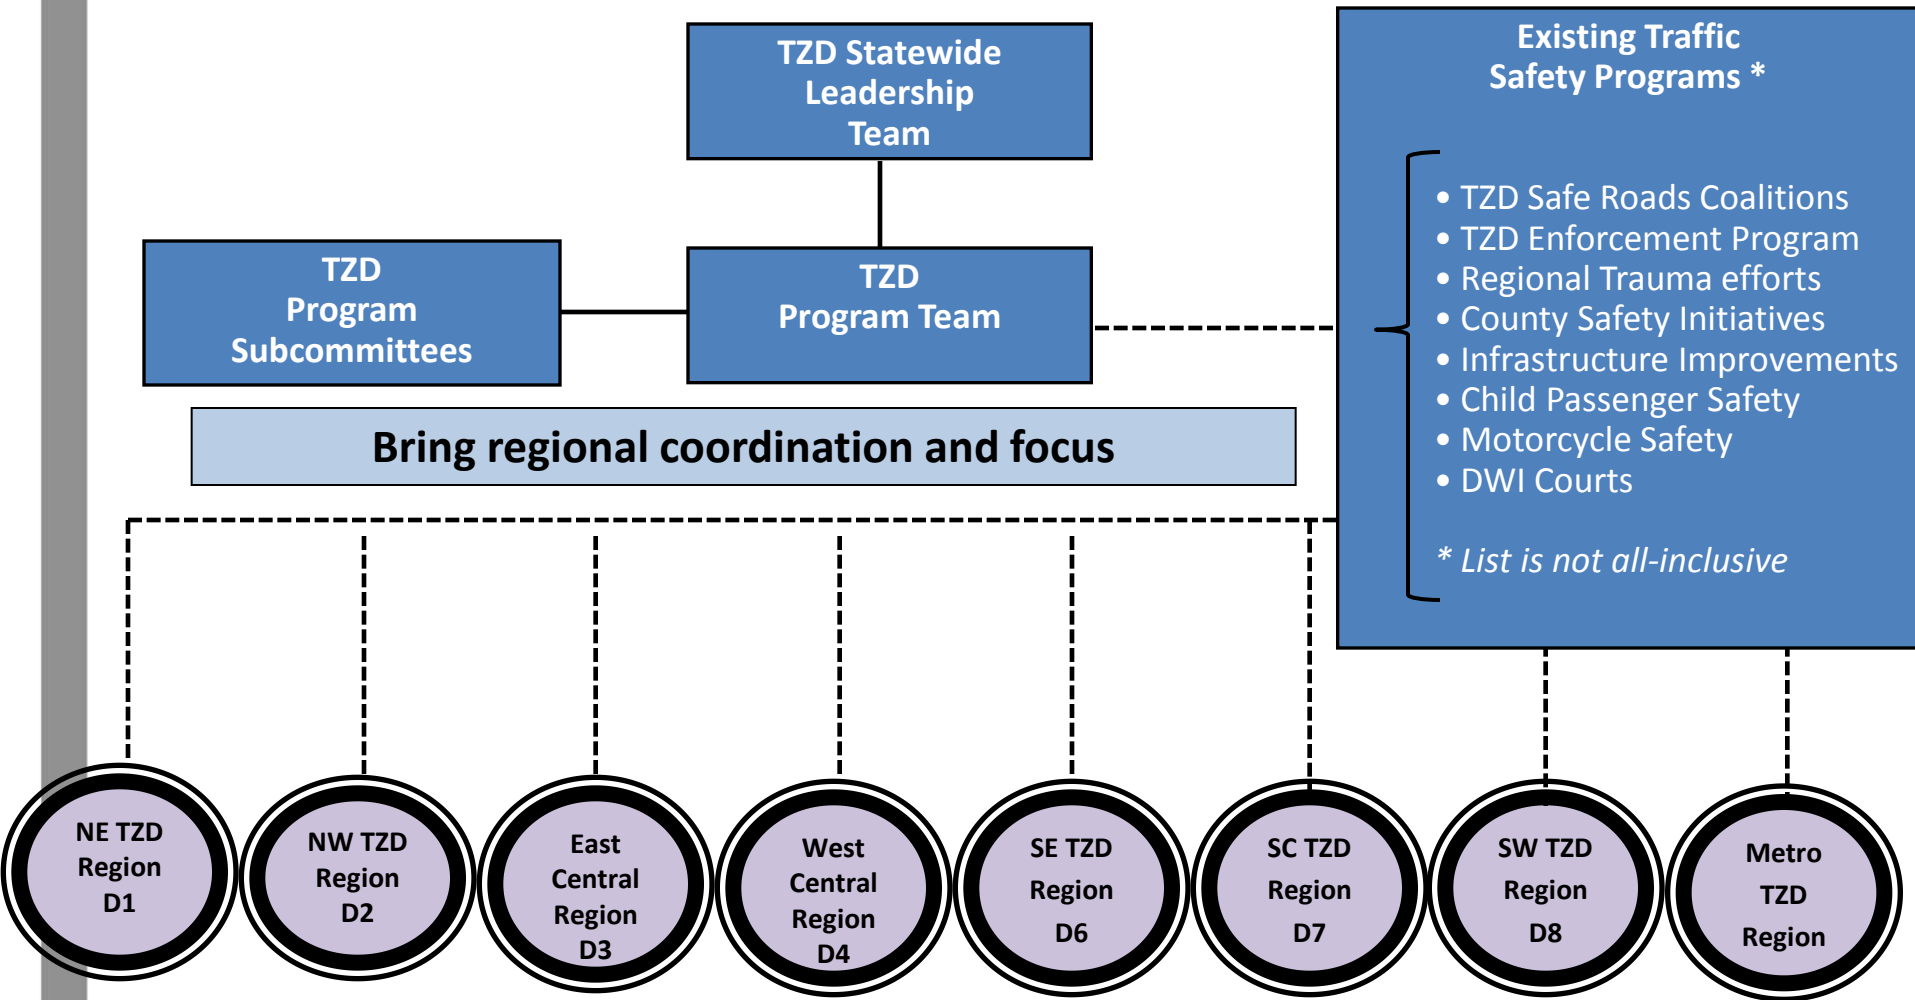 TZD Statewide
Leadership
Team
Existing Traffic
Safety Programs *
• TZD Safe Roads Coalitions
• TZD Enforcement Program
• Regional Trauma efforts
• County Safety Initiatives
• Infrastructure Improvements
• Child Passenger Safety
• Motorcycle Safety
• DWI Courts
* List is not all-inclusive
TZD
Program
Subcommittees
TZD
Program Team
Bring regional coordination and focus
NE TZD
Region
D1
NW TZD
Region
D2
East
Central
Region
D3
West
Central
Region
D4
SE TZD
Region
D6
SC TZD
Region
D7
SW TZD
Region
D8
Metro
TZD
Region